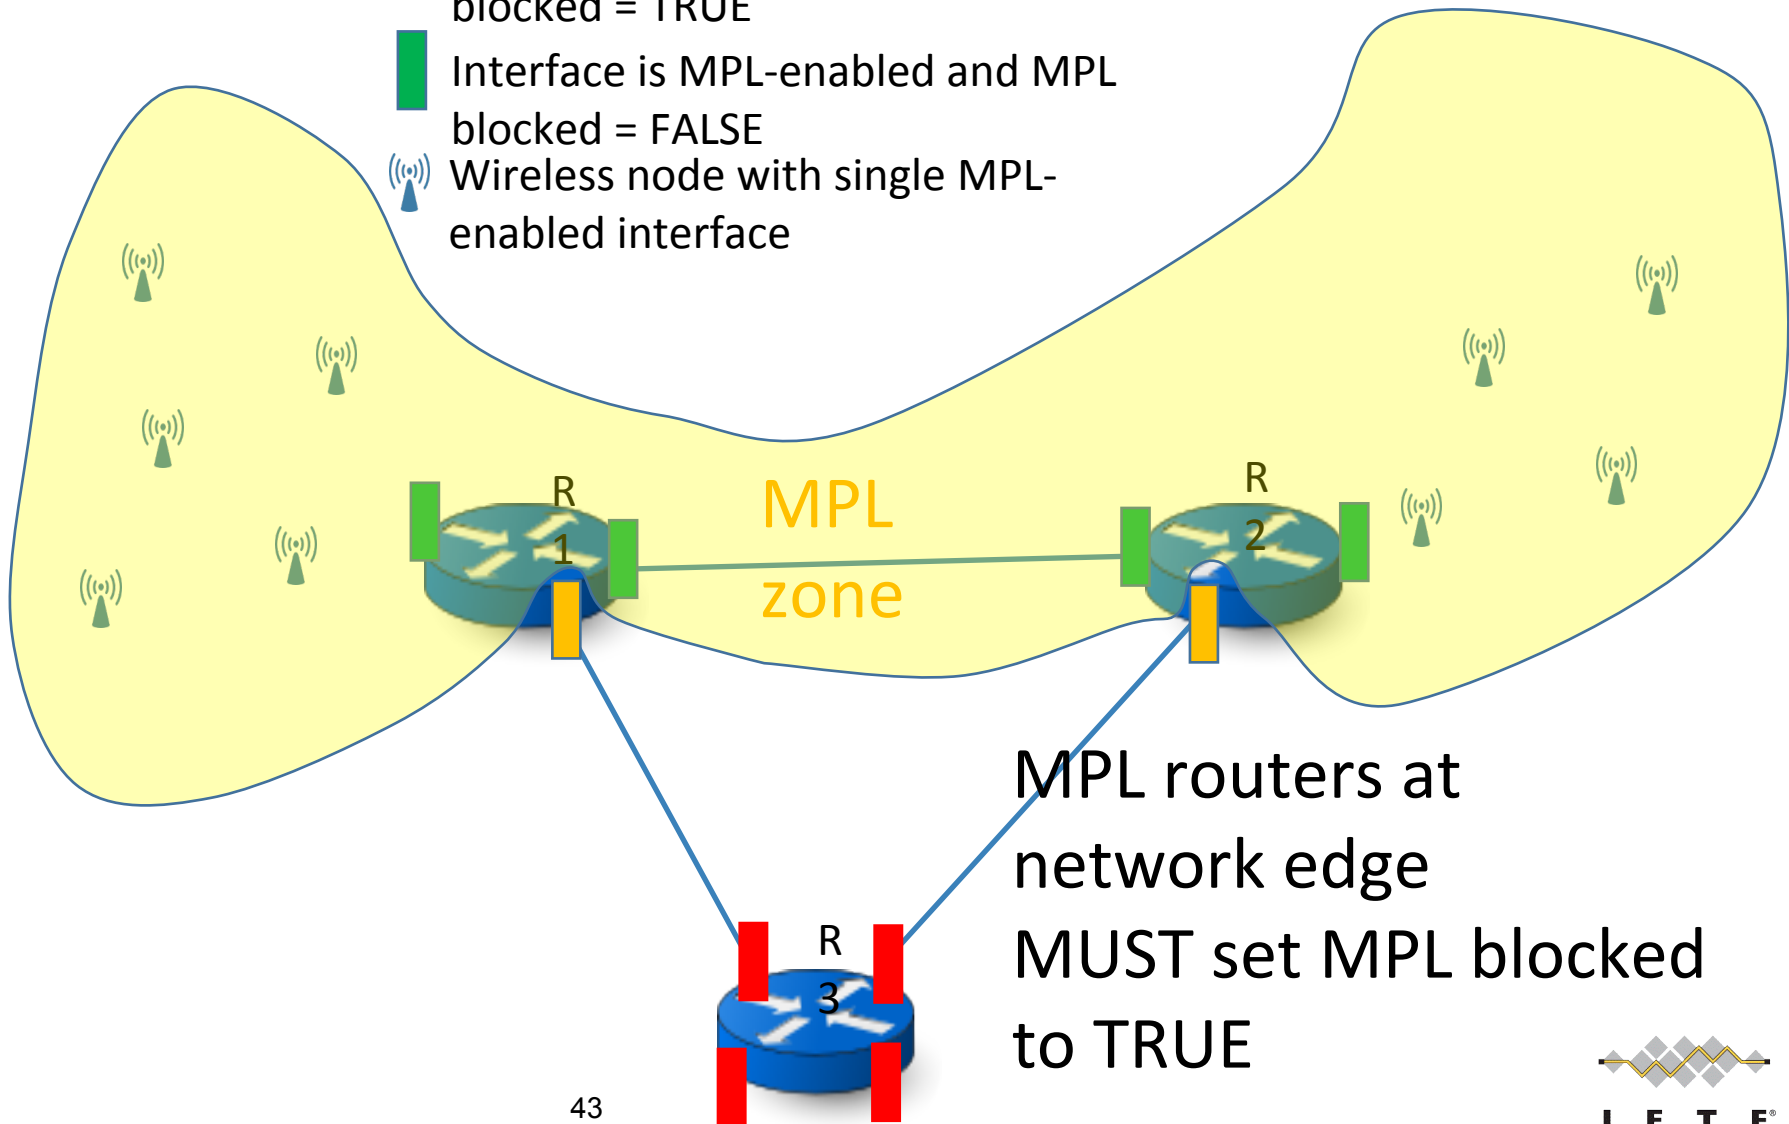 blocked = TRUE
Interface is MPL-enabled and MPL
blocked = FALSE
Wireless node with single MPL-
enabled interface
R
1
MPL
zone
R
2
MPL routers at
network edge
MUST set MPL blocked
to TRUE
R
3
43
I E T F®